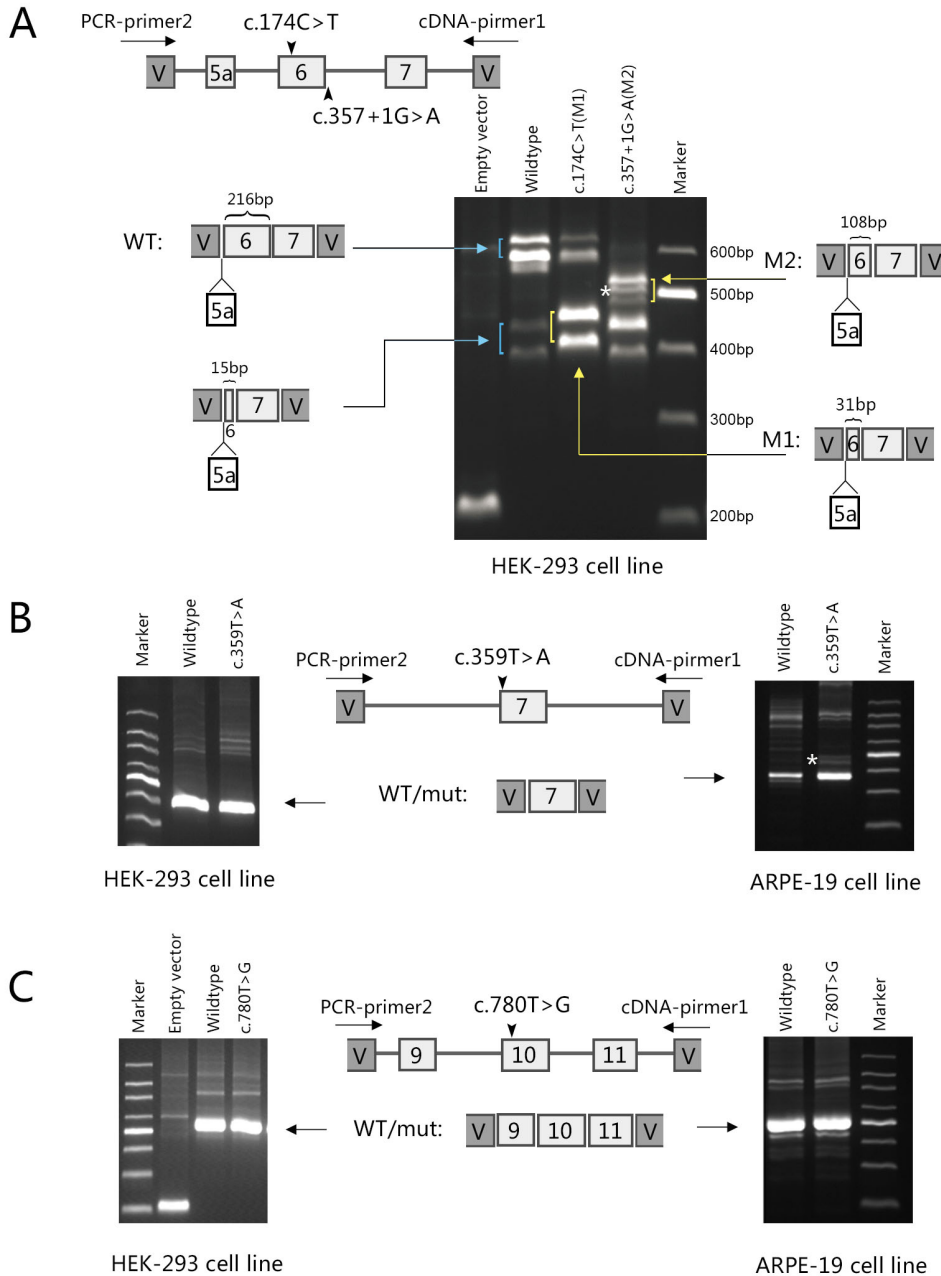 A
PCR-primer2
c.174C>T
cDNA-pirmer1
V
5a
6
7
V
c.357+1G>A
Empty vector
Wildtype
c.174C>T(M1)
c.357+1G>A(M2)
Marker
WT:
216bp
V
6
7
V
5a
15bp
V
7
V
6
5a
*
600bp
500bp
400bp
300bp
200bp
M2:
108bp
V
6
7
V
5a
M1:
31bp
V
6
7
V
5a
HEK-293 cell line
B
Marker
Wildtype
c.359T>A
HEK-293 cell line
PCR-primer2
c.359T>A
cDNA-pirmer1
V
7
V
WT/mut:
V
7
V
Wildtype
c.359T>A
Marker
*
ARPE-19 cell line
C
Marker
Empty vector
Wildtype
c.780T>G
HEK-293 cell line
PCR-primer2
c.780T>G
cDNA-pirmer1
V
9
10
11
V
WT/mut:
V
9
10
11
V
Wildtype
c.780T>G
Marker
ARPE-19 cell line